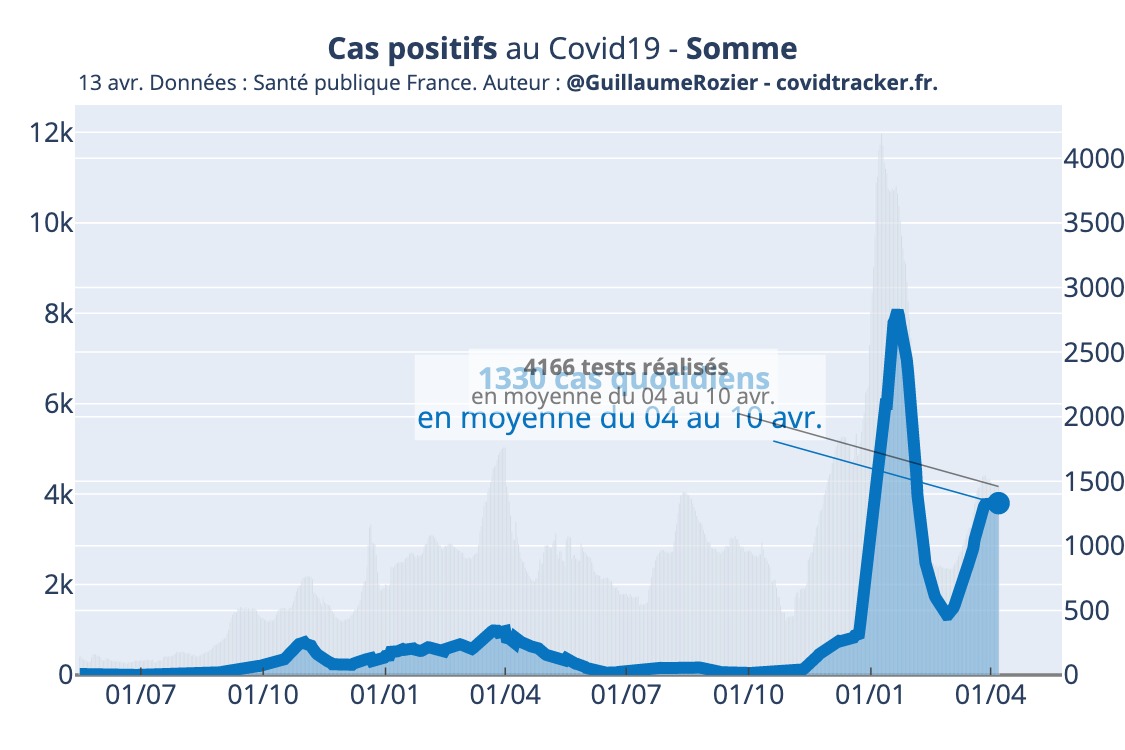 Cas positifs au Covid19 - Somme
13 avr. Données : Santé publique France. Auteur : @GuillaumeRozier - covidtracker.fr.
12k
10k
8k
6k
4k
2k
0
4000
3500
3000
2500
2000
1500
1000
500
0
4166 tests réalisés
1330 cas quotidiens
en moyenne du 04 au 10 avr.
en moyenne du 04 au 10 avr.
01/07 01/10 01/01 01/04 01/07 01/10 01/01 01/04